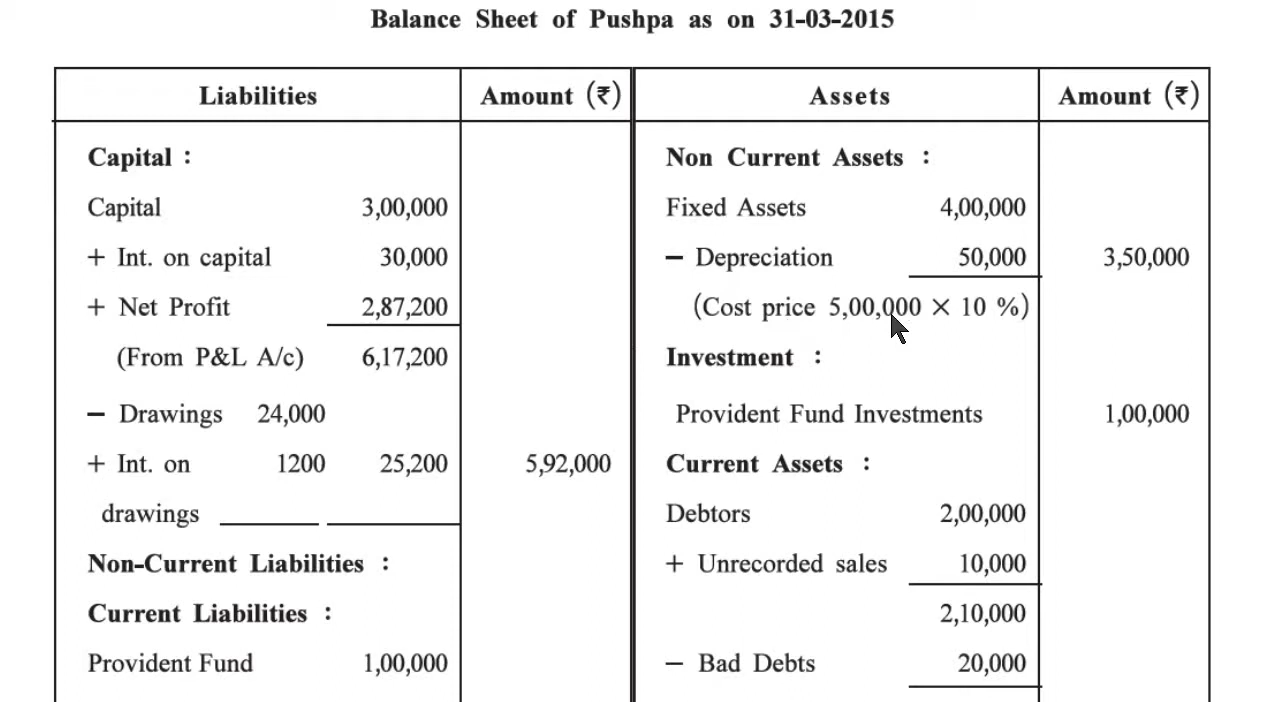 Balance Sheet of Pushpa as on 31-03-2015
Liabilities Amount (₹) Assets Amount (₹)
Capital : Non Current Assets :
Capital 3,00,000 Fixed Assets 4,00,000
+ Int. on capital 30,000 − Depreciation 50,000 3,50,000
+ Net Profit 2,87,200 (Cost price 5,00,000 × 10 %)
(From P&L A/c) 6,17,200 Investment :
− Drawings 24,000 Provident Fund Investments 1,00,000
+ Int. on 1200 25,200 5,92,000 Current Assets :
drawings Debtors 2,00,000
Non-Current Liabilities : + Unrecorded sales 10,000
Current Liabilities : 2,10,000
Provident Fund 1,00,000 − Bad Debts 20,000